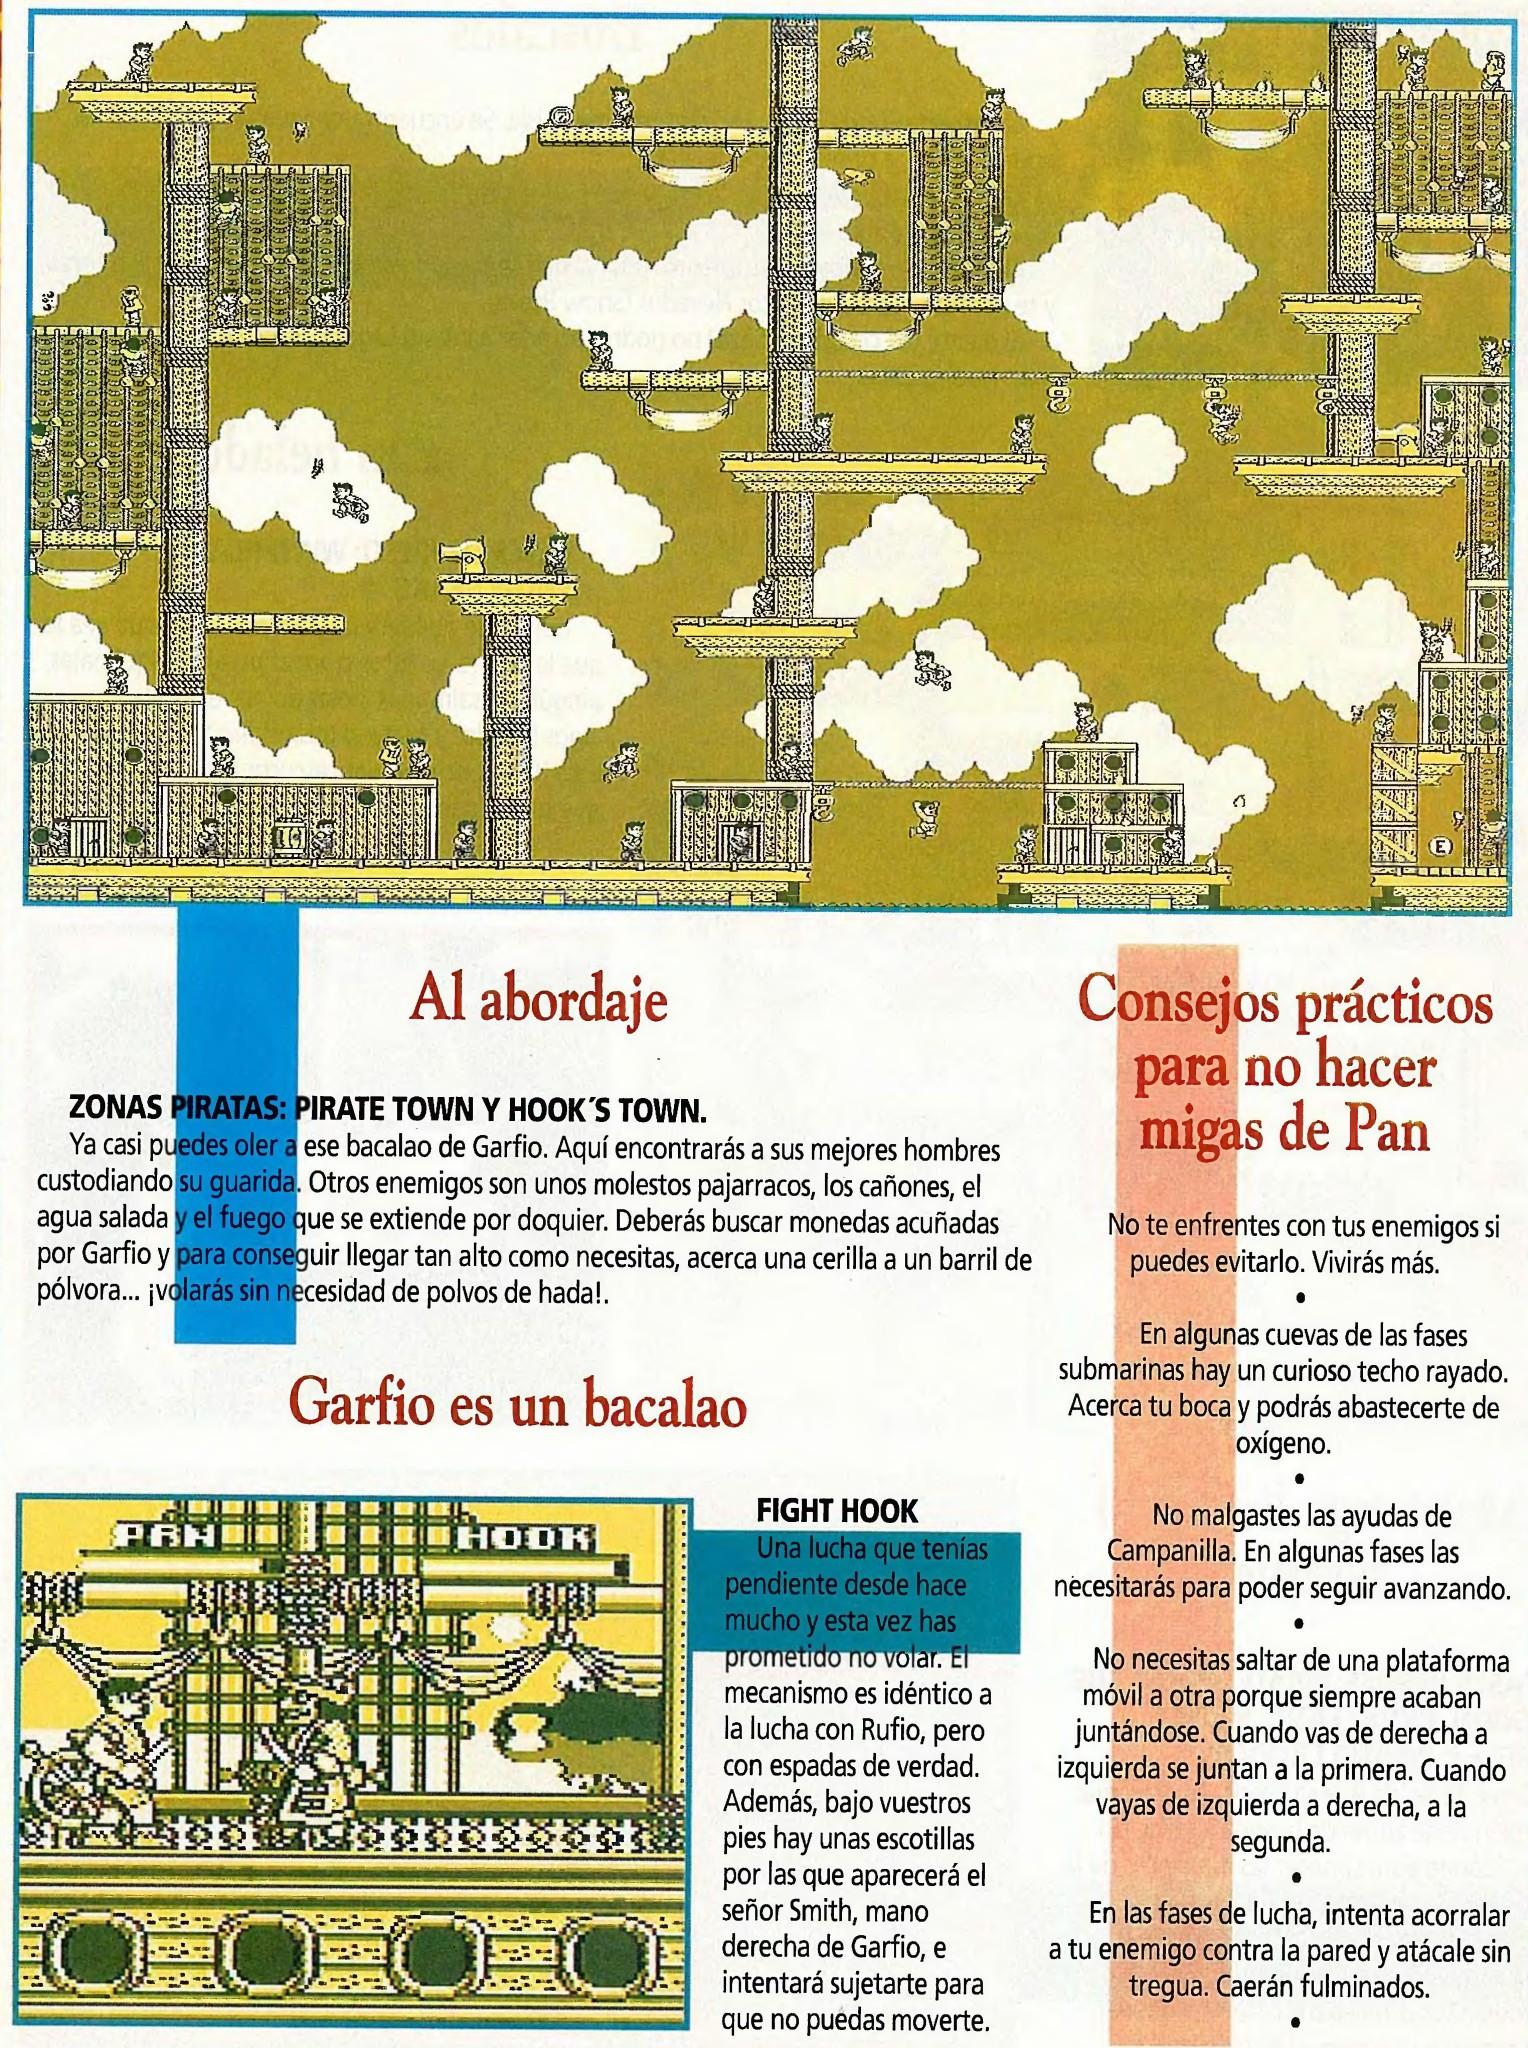 E
Al abordaje
ZONAS PIRATAS: PIRATE TOWN Y HOOK´S TOWN.
Ya casi puedes oler a ese bacalao de Garfio. Aquí encontrarás a sus mejores hombres
custodiando su guarida. Otros enemigos son unos molestos pajarracos, los cañones, el
agua salada y el fuego que se extiende por doquier. Deberás buscar monedas acuñadas
por Garfio y para conseguir llegar tan alto como necesitas, acerca una cerilla a un barril de
pólvora... ¡volarás sin necesidad de polvos de hada!.
Garfio es un bacalao
PAN HOOK
FIGHT HOOK
Una lucha que tenías
pendiente desde hace
mucho y esta vez has
prometido no volar. El
mecanismo es idéntico a
la lucha con Rufio, pero
con espadas de verdad.
Además, bajo vuestros
pies hay unas escotillas
por las que aparecerá el
señor Smith, mano
derecha de Garfio, e
intentará sujetarte para
que no puedas moverte.
Consejos prácticos
para no hacer
migas de Pan
No te enfrentes con tus enemigos si
puedes evitarlo. Vivirás más.
•
En algunas cuevas de las fases
submarinas hay un curioso techo rayado.
Acerca tu boca y podrás abastecerte de
oxígeno.
•
No malgastes las ayudas de
Campanilla. En algunas fases las
necesitarás para poder seguir avanzando.
•
No necesitas saltar de una plataforma
móvil a otra porque siempre acaban
juntándose. Cuando vas de derecha a
izquierda se juntan a la primera. Cuando
vayas de izquierda a derecha, a la
segunda.
•
En las fases de lucha, intenta acorralar
a tu enemigo contra la pared y atácale sin
tregua. Caerán fulminados.
•